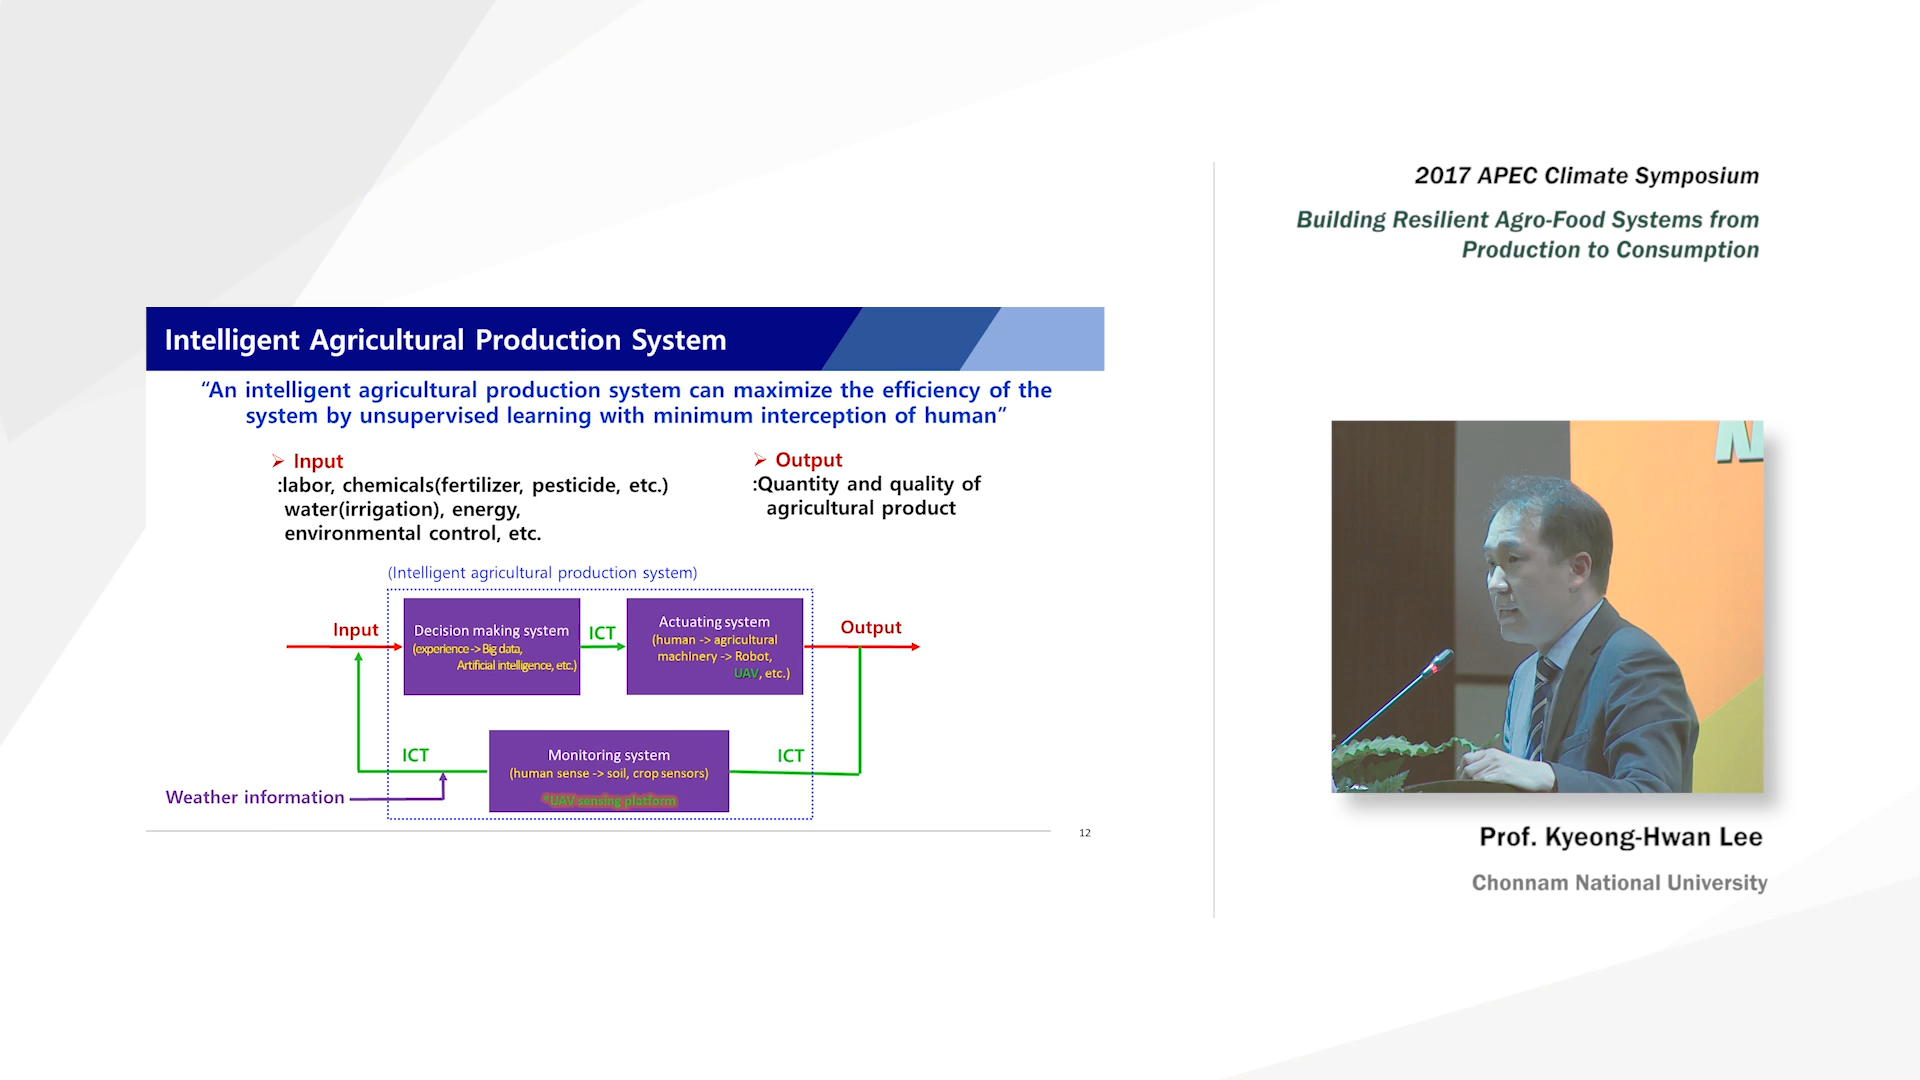 2017 APEC Climate Symposium
Building Resilient Agro-Food Systems from
Production to Consumption
Intelligent Agricultural Production System
“An intelligent agricultural production system can maximize the efficiency of the
system by unsupervised learning with minimum interception of human”
➢ Input
:labor, chemicals(fertilizer, pesticide, etc.)
water(irrigation), energy,
environmental control, etc.
➢ Output
:Quantity and quality of
agricultural product
(Intelligent agricultural production system)
Input
Decision making system
(experience -> Big data,
Artificial intelligence, etc.)
ICT
Actuating system
(human -> agricultural
machinery -> Robot,
UAV, etc.)
Output
ICT
Monitoring system
(human sense -> soil, crop sensors)
*UAV sensing platform
ICT
Weather information
12
Prof. Kyeong-Hwan Lee
Chonnam National University